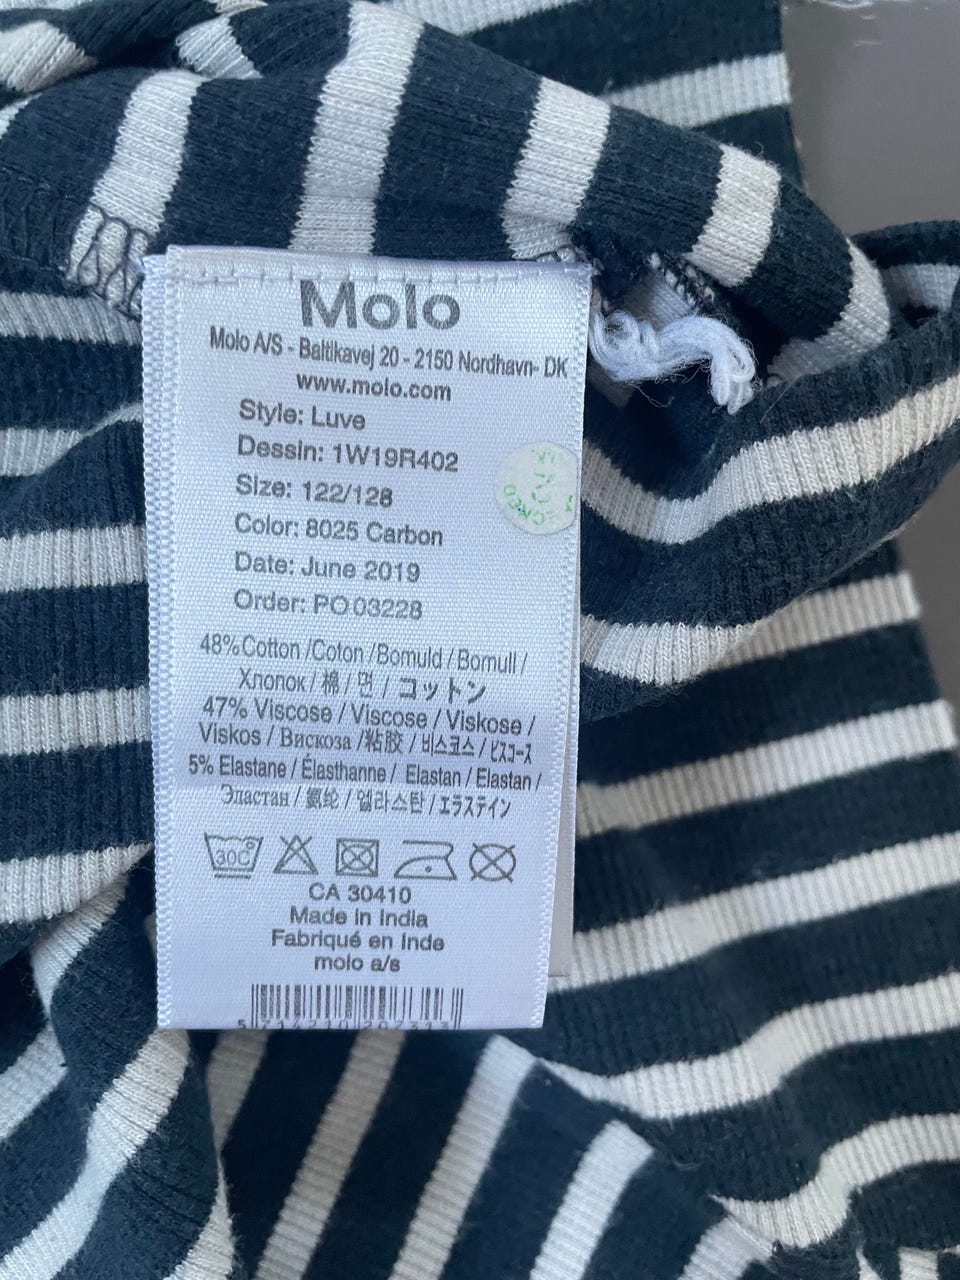 Molo
Molo A/S - Baltikavej 20 - 2150 Nordhavn- DK
www.molo.com
Style: Luve
Dessin: 1W19R402
Size: 122/128
Color: 8025 Carbon
Date: June 2019
Order: PO03228
48%Cotton /Coton /Bomuld / Bomull /
Хлопок / 棉 / 면 / コットン
47% Viscose / Viscose / Viskose /
Viskos / Вискоза /粘胶 / 비스코스 / ビスコース
5% Elastane / Élasthanne / Elastan / Elastan /
Эластан / 氨纶 / 엘라스탄 / エラステイン
30C°
CA 30410
Made in India
Fabriqué en Inde
molo a/s